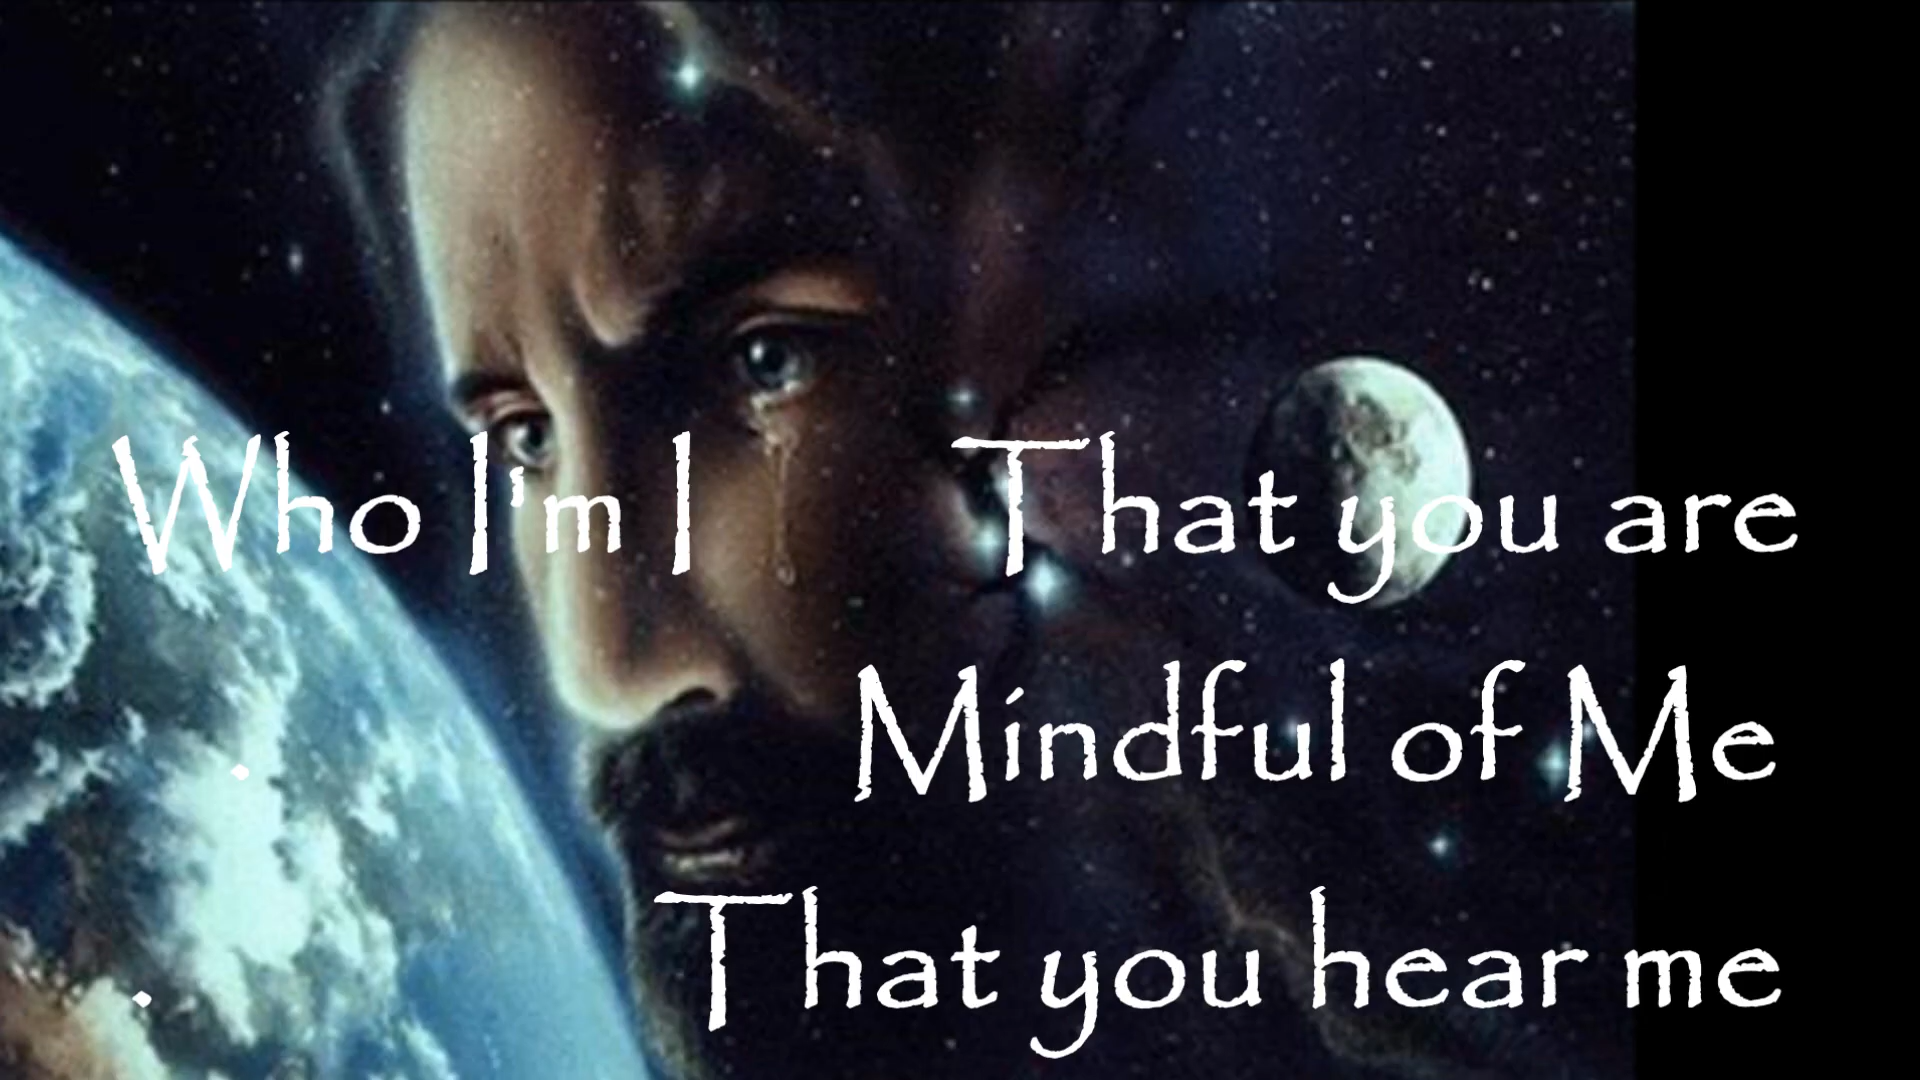 Who I'm I That you are
. Mindful of Me
. That you hear me